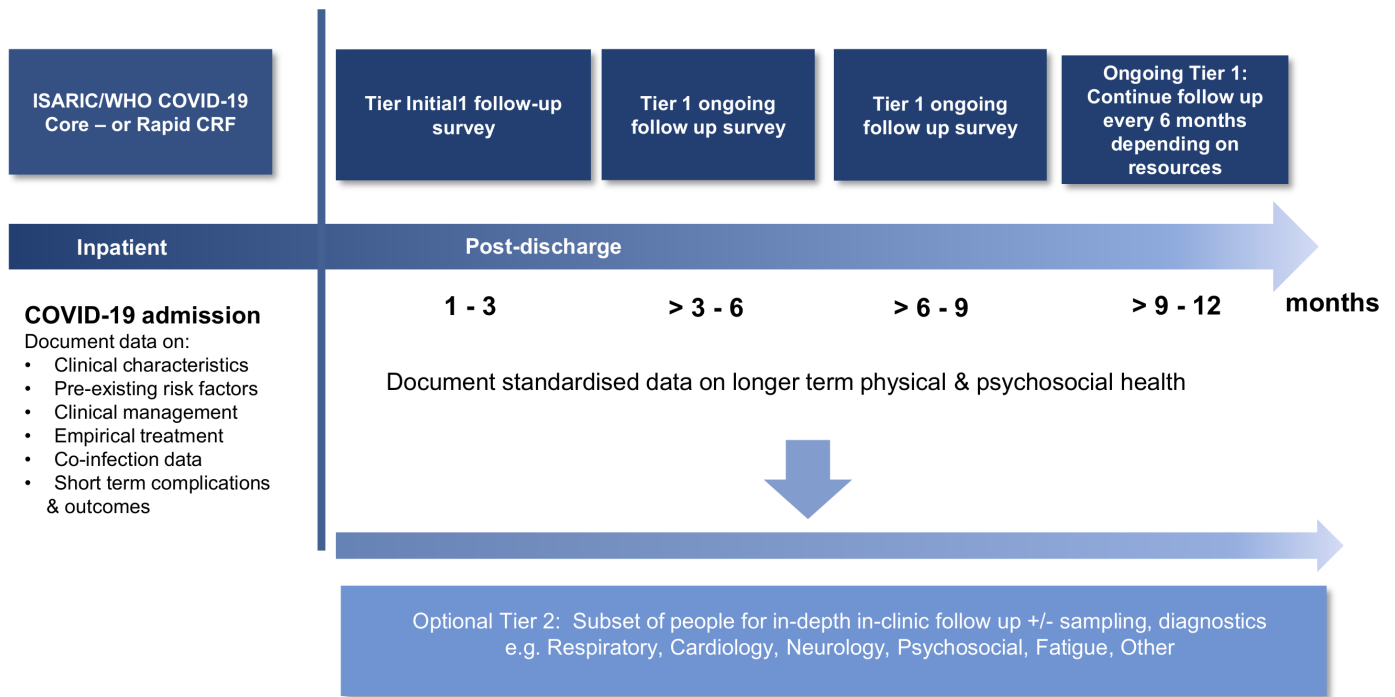 ISARIC/WHO COVID-19
Core – or Rapid CRF
Tier Initial1 follow-up
survey
Tier 1 ongoing
follow up survey
Tier 1 ongoing
follow up survey
Ongoing Tier 1:
Continue follow up
every 6 months
depending on
resources
Inpatient
Post-discharge
1 - 3
> 3 - 6
> 6 - 9
> 9 - 12
months
COVID-19 admission
Document data on:
• Clinical characteristics
• Pre-existing risk factors
• Clinical management
• Empirical treatment
• Co-infection data
• Short term complications
& outcomes
Document standardised data on longer term physical & psychosocial health
Optional Tier 2: Subset of people for in-depth in-clinic follow up +/- sampling, diagnostics
e.g. Respiratory, Cardiology, Neurology, Psychosocial, Fatigue, Other